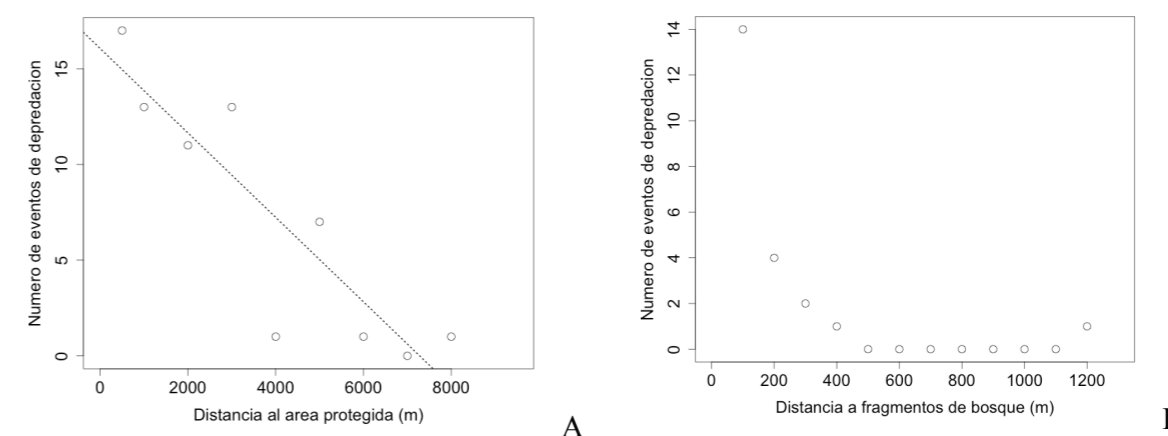 Numero de eventos de depredacion
15
10
5
0
0 2000 4000 6000 8000
Distancia al area protegida (m)
A
Numero de eventos de depredacion
14
12
10
8
6
4
2
0
0 200 400 600 800 1000 1200
Distancia a fragmentos de bosque (m)